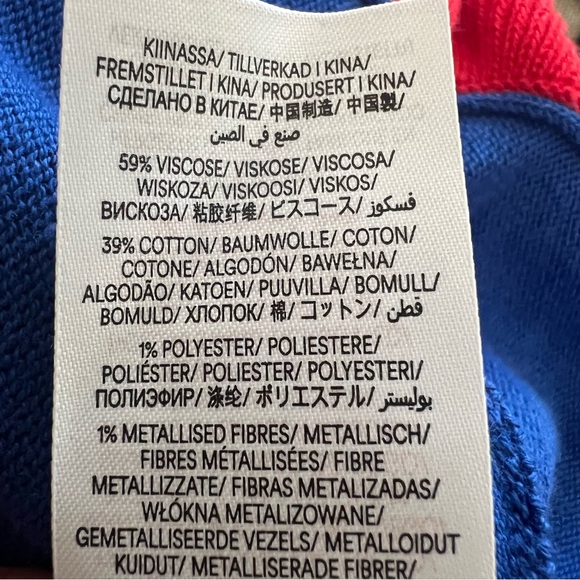 KIINASSA/ TILLVERKAD I KINA/
FREMSTILLET I KINA/ PRODUSERT I KINA/
СДЕЛАНО В КИТАЕ/ 中国制造/ 中国製/
صنع في الصين
59% VISCOSE/ VISKOSE/ VISCOSA/
WISKOZA/ VISKOOSI/ VISKOS/
ВИСКОЗА/ 粘胶纤维/ ビスコース/ فسكوز
39% COTTON/ BAUMWOLLE/ COTON/
COTONE/ ALGODÓN/ BAWEŁNA/
ALGODÃO/ KATOEN/ PUUVILLA/ BOMULL/
BOMULD/ ХЛОПОК/ 棉/ コットン/ قطن
1% POLYESTER/ POLIESTERE/
POLIÉSTER/ POLIESTER/ POLYESTERI/
ПОЛИЭФИР/ 涤纶/ ポリエステル/ بوليستر
1% METALLISED FIBRES/ METALLISCH/
FIBRES MÉTALLISÉES/ FIBRE
METALLIZZATE/ FIBRAS METALIZADAS/
WŁÓKNA METALIZOWANE/
GEMETALLISEERDE VEZELS/ METALLOIDUT
KUIDUT/ METALLISERADE FIBRER/